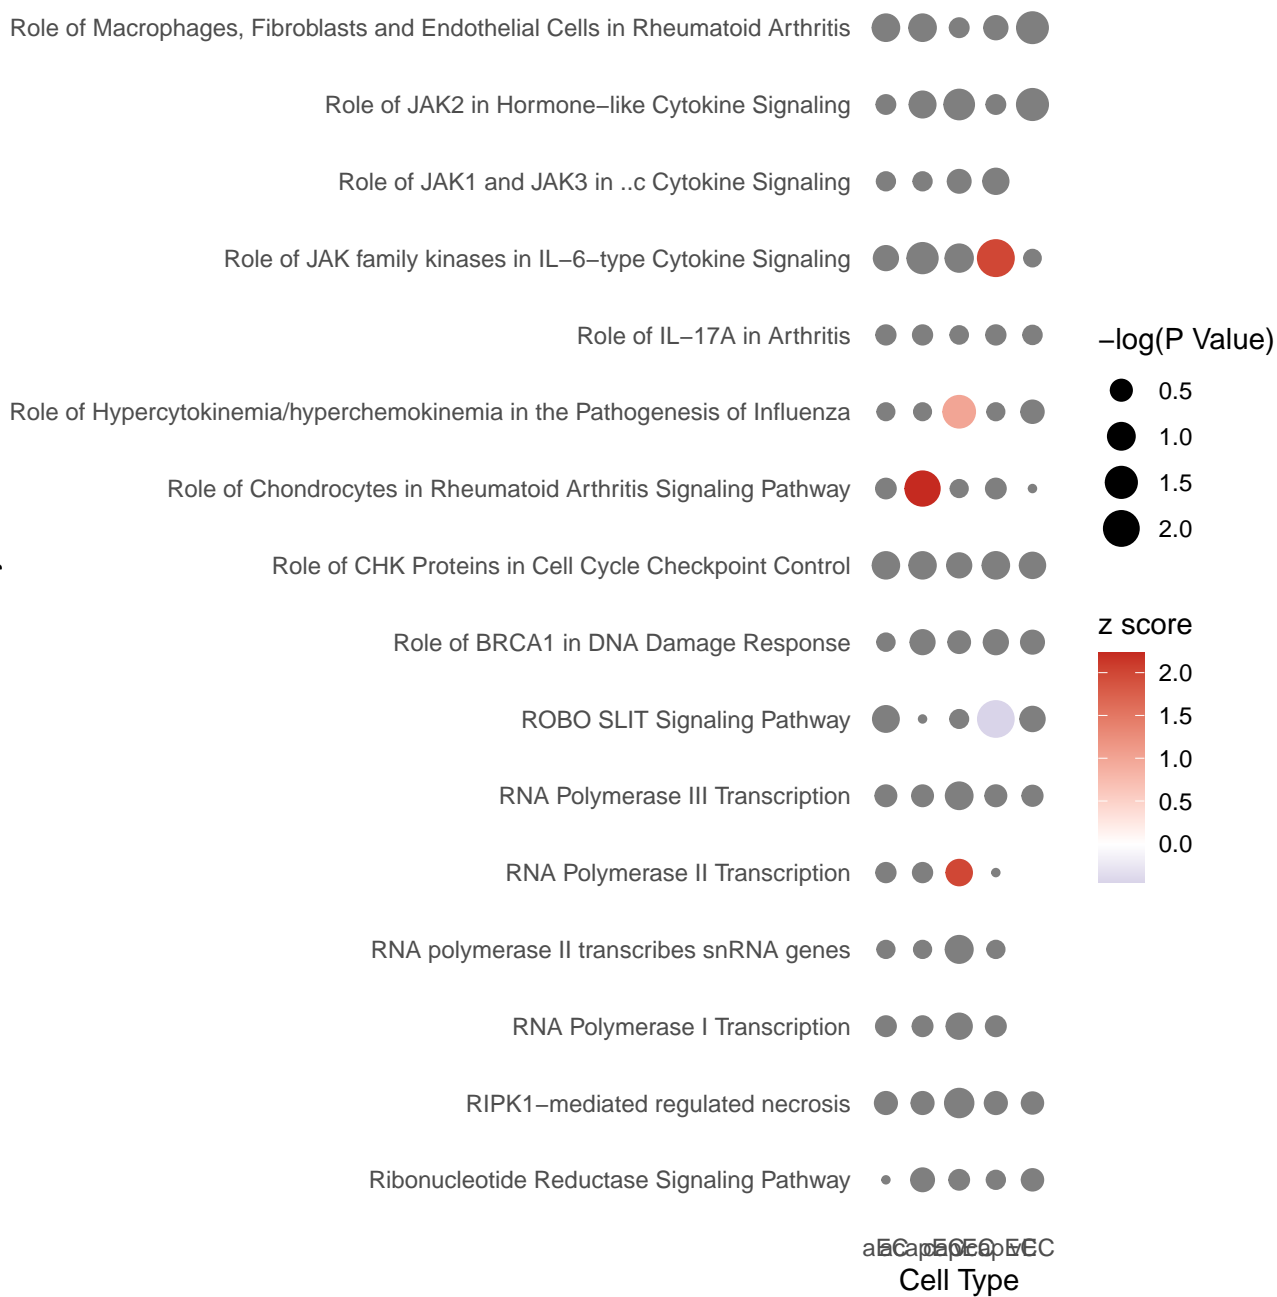 Role of Macrophages, Fibroblasts and Endothelial Cells in Rheumatoid Arthritis
Role of JAK2 in Hormone−like Cytokine Signaling
Role of JAK1 and JAK3 in ..c Cytokine Signaling
Role of JAK family kinases in IL−6−type Cytokine Signaling
Role of IL−17A in Arthritis
Role of Hypercytokinemia/hyperchemokinemia in the Pathogenesis of Influenza
Role of Chondrocytes in Rheumatoid Arthritis Signaling Pathway
Role of CHK Proteins in Cell Cycle Checkpoint Control
Role of BRCA1 in DNA Damage Response
ROBO SLIT Signaling Pathway
RNA Polymerase III Transcription
RNA Polymerase II Transcription
RNA polymerase II transcribes snRNA genes
RNA Polymerase I Transcription
RIPK1−mediated regulated necrosis
Ribonucleotide Reductase Signaling Pathway
Cell Type
−log(P Value)
0.5
1.0
1.5
2.0
z score
2.0
1.5
1.0
0.5
0.0